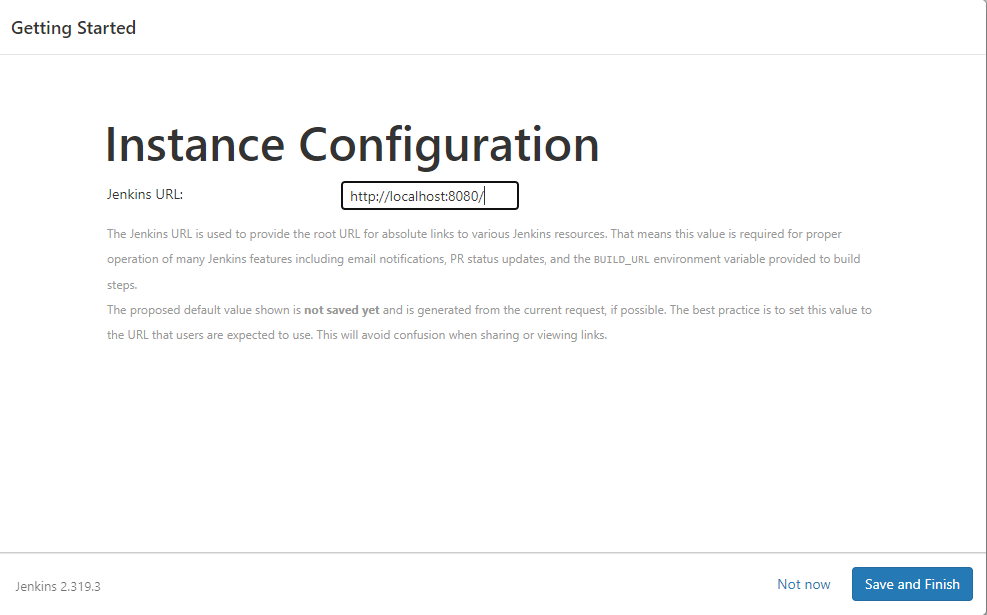 Getting Started
Instance Configuration
Jenkins URL:
http://localhost:8080/
The Jenkins URL is used to provide the root URL for absolute links to various Jenkins resources. That means this value is required for proper
operation of many Jenkins features including email notifications, PR status updates, and the BUILD_URL environment variable provided to build
steps.
The proposed default value shown is not saved yet and is generated from the current request, if possible. The best practice is to set this value to
the URL that users are expected to use. This will avoid confusion when sharing or viewing links.
Jenkins 2.319.3
Not now
Save and Finish